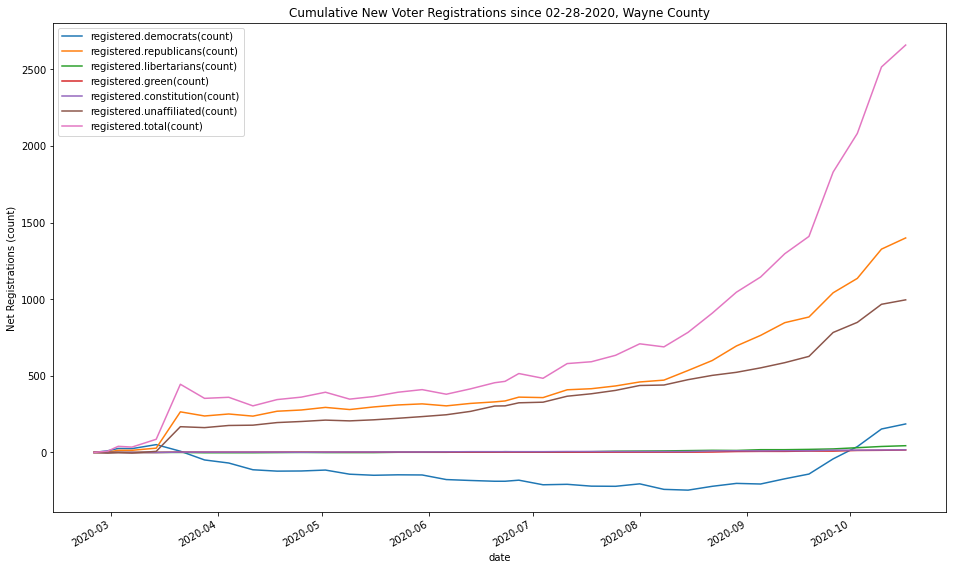 Cumulative New Voter Registrations since 02-28-2020, Wayne County
registered.democrats(count)
registered.republicans(count)
registered.libertarians(count)
registered.green(count)
registered.constitution(count)
registered.unaffiliated(count)
registered.total(count)
2500
2000
1500
1000
500
0
Net Registrations (count)
2020-03
2020-04
2020-05
2020-06
2020-07
2020-08
2020-09
2020-10
date